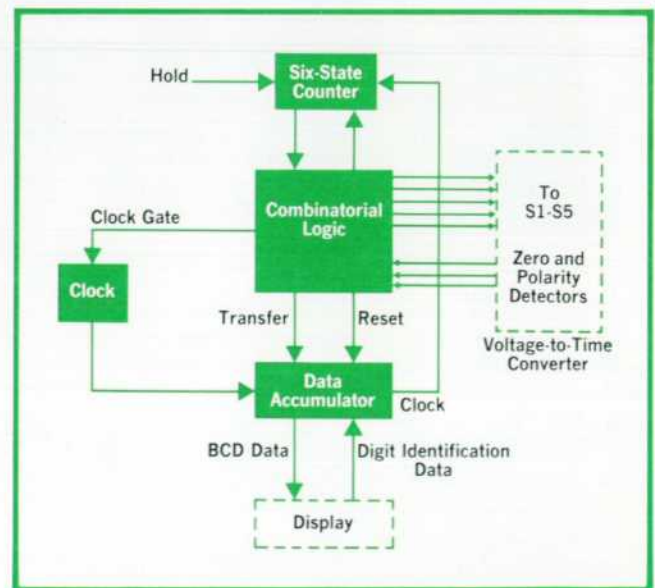 Hold
Six-State
Counter
To
S1-S5
Combinatorial
Logic
Clock Gate
Zero and
Polarity
Detectors
Clock
Transfer
Reset
Voltage-to-Time
Converter
Data
Accumulator
Clock
BCD Data
Digit Identification
Data
Display